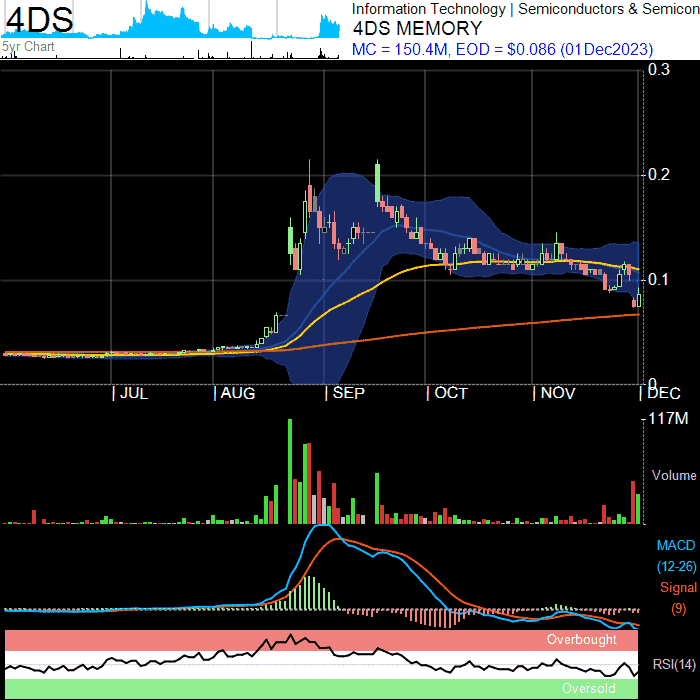 4DS
5yr Chart
Information Technology | Semiconductors & Semicon
4DS MEMORY
MC = 150.4M, EOD = $0.086 (01Dec2023)
0.3
0.2
0.1
0
JUL
AUG
SEP
OCT
NOV
DEC
117M
Volume
MACD
(12-26)
Signal
(9)
Overbought
RSI(14)
Oversold